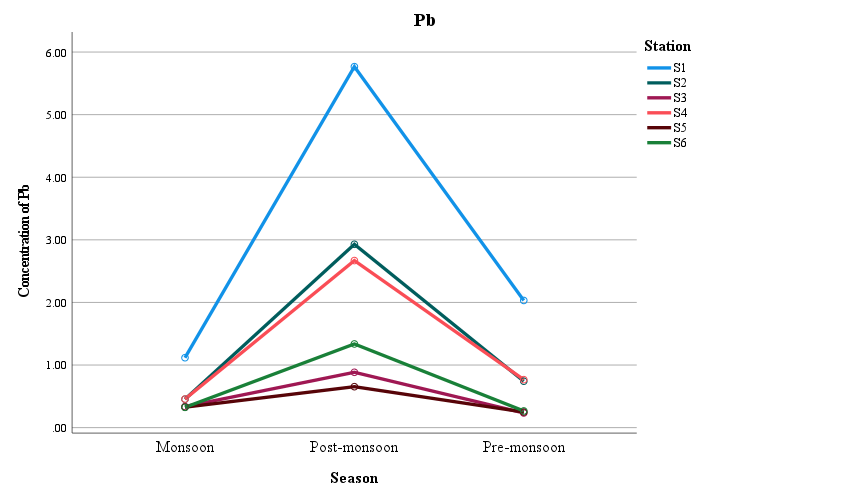 Pb
Station
S1
S2
S3
S4
S5
S6
6.00
5.00
4.00
3.00
2.00
1.00
.00
Concentration of Pb
Monsoon
Post-monsoon
Pre-monsoon
Season